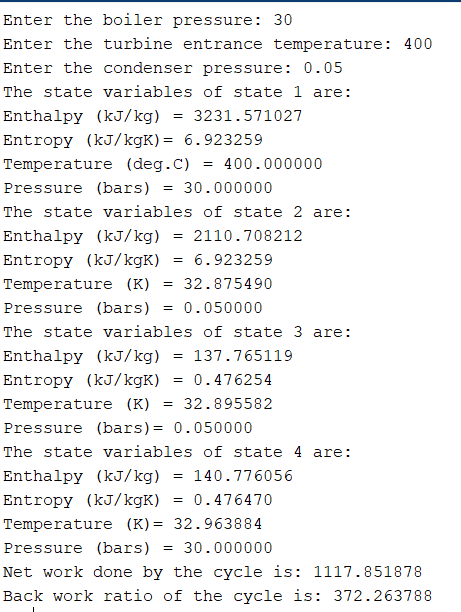 Enter the boiler pressure: 30
Enter the turbine entrance temperature: 400
Enter the condenser pressure: 0.05
The state variables of state 1 are:
Enthalpy (kJ/kg) = 3231.571027
Entropy (kJ/kgK)= 6.923259
Temperature (deg.C) = 400.000000
Pressure (bars) = 30.000000
The state variables of state 2 are:
Enthalpy (kJ/kg) = 2110.708212
Entropy (kJ/kgK) = 6.923259
Temperature (K) = 32.875490
Pressure (bars) = 0.050000
The state variables of state 3 are:
Enthalpy (kJ/kg) = 137.765119
Entropy (kJ/kgK) = 0.476254
Temperature (K) = 32.895582
Pressure (bars)= 0.050000
The state variables of state 4 are:
Enthalpy (kJ/kg) = 140.776056
Entropy (kJ/kgK) = 0.476470
Temperature (K)= 32.963884
Pressure (bars) = 30.000000
Net work done by the cycle is: 1117.851878
Back work ratio of the cycle is: 372.263788